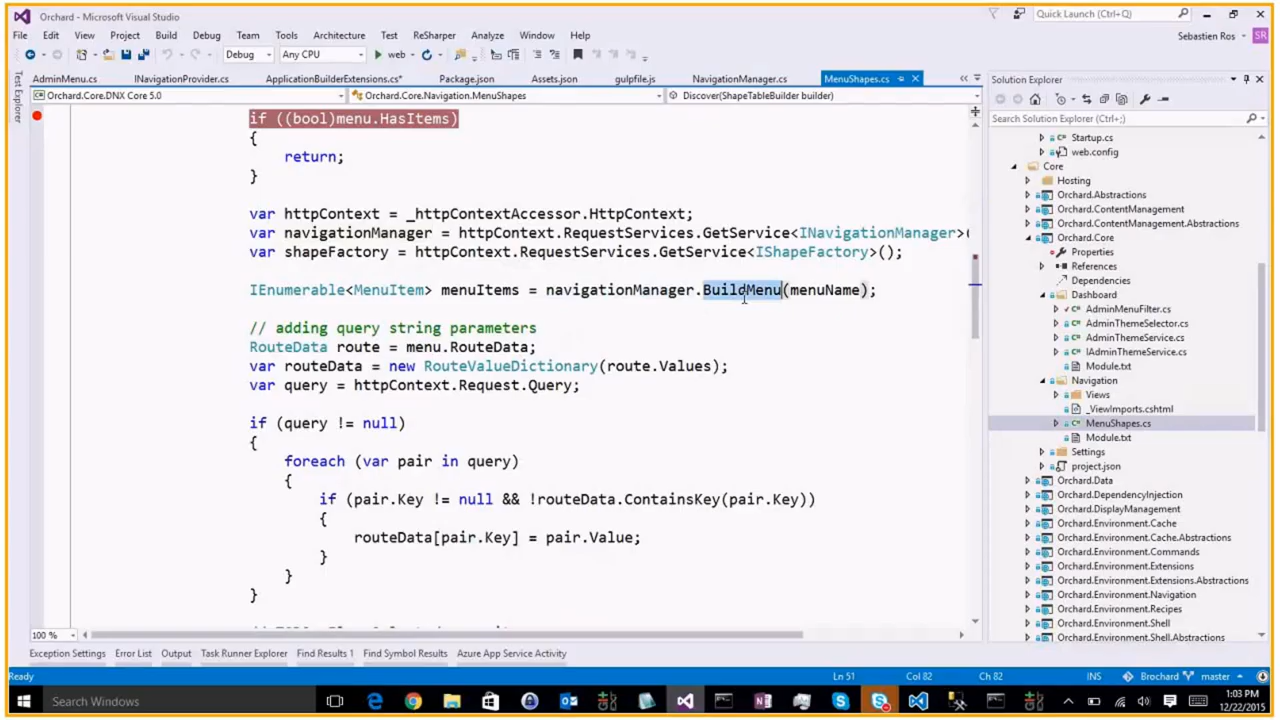 Orchard - Microsoft Visual Studio
Quick Launch (Ctrl+Q)
File Edit View Project Build Debug Team Tools Architecture Test ReSharper Analyze Window Help
Sebastien Ros SR
Debug Any CPU web
AdminMenu.cs INavigationProvider.cs ApplicationBuilderExtensions.cs* Package.json Assets.json gulpfile.js NavigationManager.cs MenuShapes.cs
Orchard.Core.DNX Core 5.0 Orchard.Core.Navigation.MenuShapes Discover(ShapeTableBuilder builder)
Test Explorer
if ((bool)menu.HasItems)
{
return;
}
var httpContext = _httpContextAccessor.HttpContext;
var navigationManager = httpContext.RequestServices.GetService<INavigationManager>(
var shapeFactory = httpContext.RequestServices.GetService<IShapeFactory>();
IEnumerable<MenuItem> menuItems = navigationManager.BuildMenu(menuName);
// adding query string parameters
RouteData route = menu.RouteData;
var routeData = new RouteValueDictionary(route.Values);
var query = httpContext.Request.Query;
if (query != null)
{
foreach (var pair in query)
{
if (pair.Key != null && !routeData.ContainsKey(pair.Key))
{
routeData[pair.Key] = pair.Value;
}
}
}
100 %
Solution Explorer
Search Solution Explorer (Ctrl+;)
Startup.cs
web.config
Core
Hosting
Orchard.Abstractions
Orchard.ContentManagement
Orchard.ContentManagement.Abstractions
Orchard.Core
Properties
References
Dependencies
Dashboard
AdminMenuFilter.cs
AdminThemeSelector.cs
AdminThemeService.cs
IAdminThemeService.cs
Module.txt
Navigation
Views
_ViewImports.cshtml
MenuShapes.cs
Module.txt
Settings
project.json
Orchard.Data
Orchard.DependencyInjection
Orchard.DisplayManagement
Orchard.Environment.Cache
Orchard.Environment.Cache.Abstractions
Orchard.Environment.Commands
Orchard.Environment.Extensions
Orchard.Environment.Extensions.Abstractions
Orchard.Environment.Navigation
Orchard.Environment.Recipes
Orchard.Environment.Shell
Orchard.Environment.Shell.Abstractions
Exception Settings Error List Output Task Runner Explorer Find Results 1 Find Symbol Results Azure App Service Activity
Ready Ln 51 Col 82 Ch 82 INS Brochard master
Search Windows
1:03 PM
12/22/2015